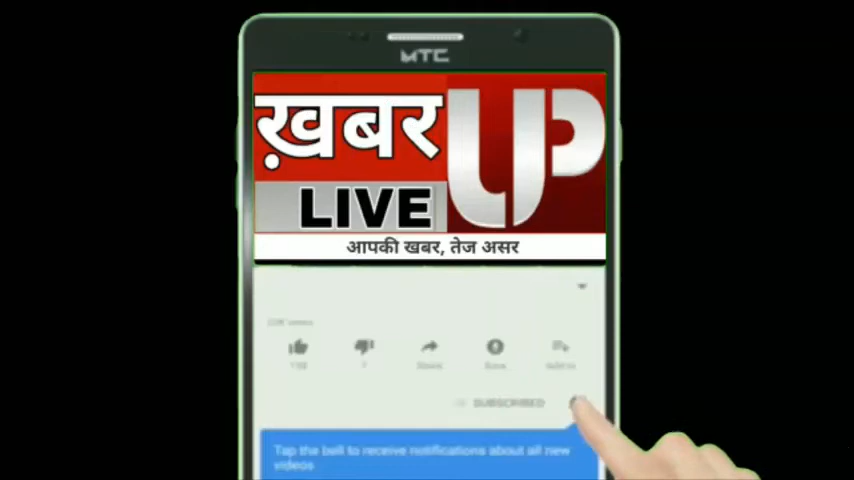 MTC
ख़बर UP
LIVE
आपकी खबर, तेज असर
SUBSCRIBED
Tap the bell to receive notifications about all new
videos